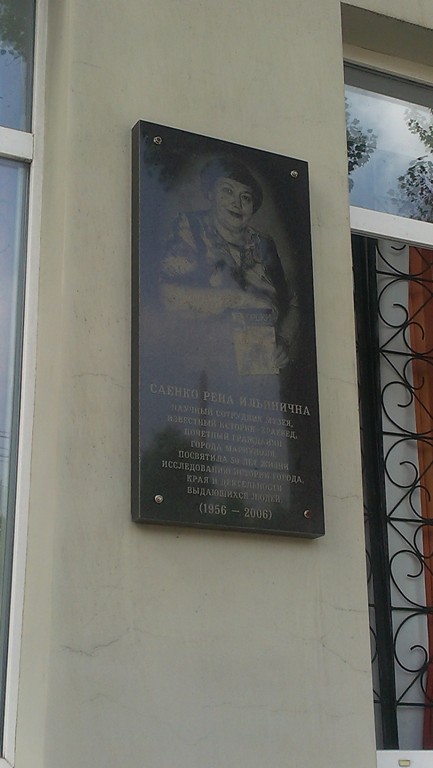 САЕНКО РЕНА ИЛЬИНИЧНА
НАУЧНЫЙ СОТРУДНИК МУЗЕЯ,
ИЗВЕСТНЫЙ ИСТОРИК-КРАЕВЕД,
ПОЧЕТНЫЙ ГРАЖДАНИН
ГОРОДА МАРИУПОЛЯ
ПОСВЯТИЛА 50 ЛЕТ ЖИЗНИ
ИССЛЕДОВАНИЮ ИСТОРИИ ГОРОДА,
КРАЯ И ДЕЯТЕЛЬНОСТИ
ВЫДАЮЩИХСЯ ЛЮДЕЙ
(1956 – 2006)